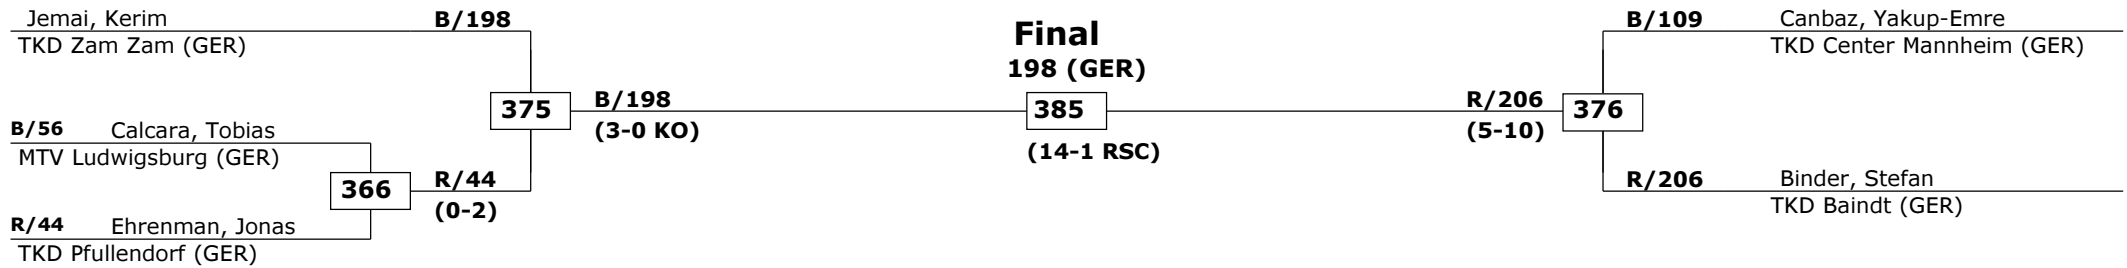 Jemai, Kerim
B/198
TKD Zam Zam (GER)
B/56 Calcara, Tobias
MTV Ludwigsburg (GER)
R/44 Ehrenman, Jonas
TKD Pfullendorf (GER)
366
R/44
(0-2)
375
B/198
(3-0 KO)
Final
198 (GER)
385
(14-1 RSC)
R/206
(5-10)
376
B/109 Canbaz, Yakup-Emre
TKD Center Mannheim (GER)
R/206 Binder, Stefan
TKD Baindt (GER)